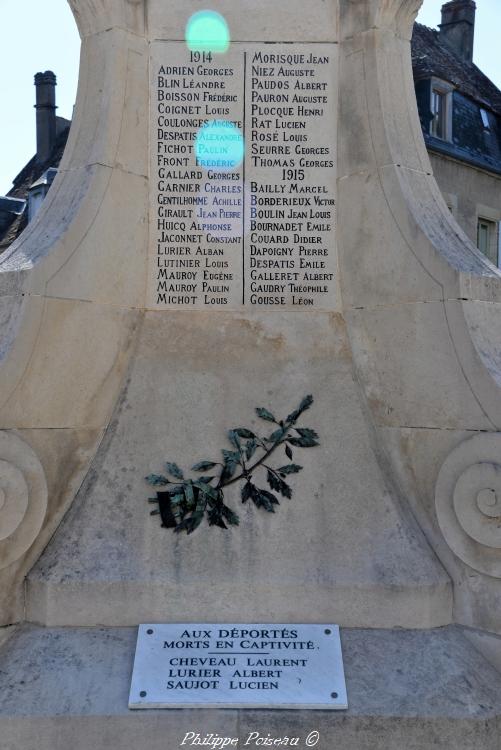 1914
ADRIEN GEORGES
BLIN LÉANDRE
BOISSON FRÉDÉRIC
COIGNET LOUIS
COULONGES AUGUSTE
DESPATIS ALEXANDRE
FICHOT PAULIN
FRONT FRÉDÉRIC
GALLARD GEORGES
GARNIER CHARLES
GENTILHOMME ACHILLE
GIRAULT JEAN PIERRE
HUICQ ALPHONSE
JACONNET CONSTANT
LURIER ALBAN
LUTINIER LOUIS
MAUROY EUGÈNE
MAUROY PAULIN
MICHOT LOUIS
MORISQUE JEAN
NIEZ AUGUSTE
PAUDOS ALBERT
PAURON AUGUSTE
PLOCQUE HENRI
RAT LUCIEN
ROSÉ LOUIS
SEURRE GEORGES
THOMAS GEORGES
1915
BAILLY MARCEL
BORDERIEUX VICTOR
BOULIN JEAN LOUIS
BOURNADET EMILE
COUARD DIDIER
DAPOIGNY PIERRE
DESPATIS EMILE
GALLERET ALBERT
GAUDRY THÉOPHILE
GOUSSE LÉON
AUX DÉPORTÉS
MORTS EN CAPTIVITÉ.
CHEVEAU LAURENT
LURIER ALBERT
SAUJOT LUCIEN
Philippe Poiseau ©